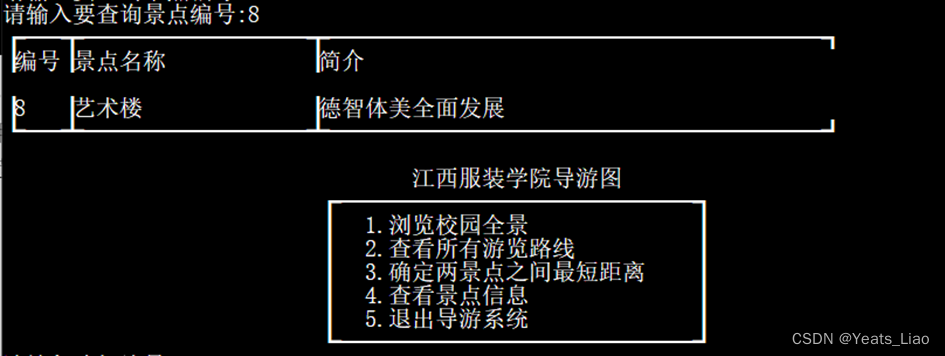 请输入要查询景点编号:8
编号 景点名称 简介
8 艺术楼 德智体美全面发展
江西服装学院导游图
1.浏览校园全景
2.查看所有游览路线
3.确定两景点之间最短距离
4.查看景点信息
5.退出导游系统
CSDN @Yeats_Liao